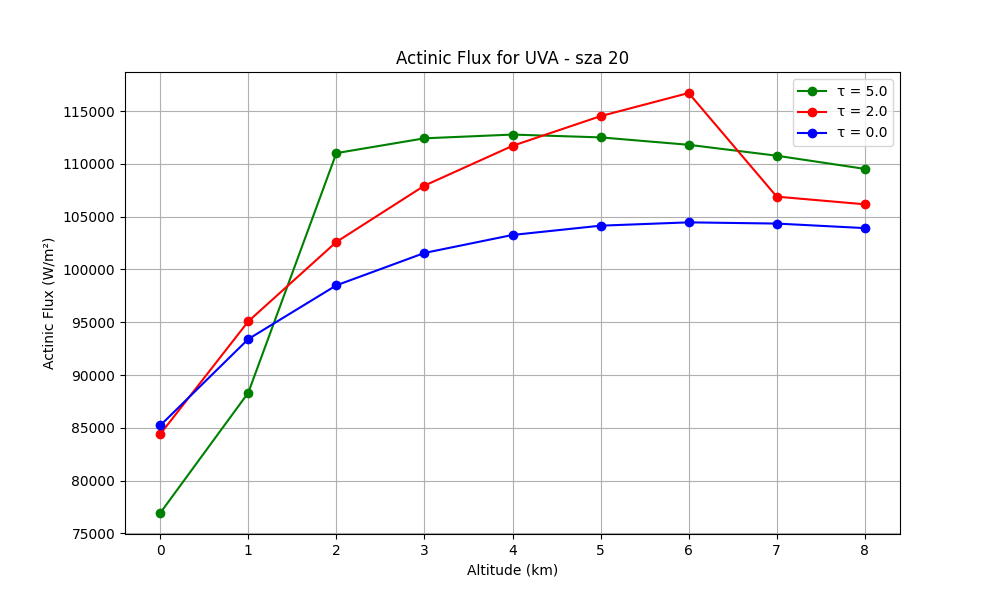 Actinic Flux for UVA - sza 20
τ = 5.0
τ = 2.0
τ = 0.0
115000
110000
105000
100000
95000
90000
85000
80000
75000
Actinic Flux (W/m²)
0 1 2 3 4 5 6 7 8
Altitude (km)